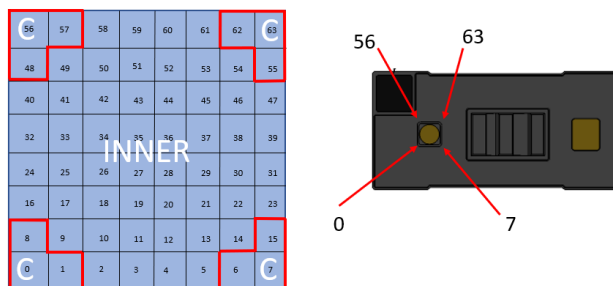 C C
56 57 58 59 60 61 62 63
48 49 50 51 52 53 54 55
40 41 42 43 44 45 46 47
32 33 34 35 36 37 38 39
INNER
24 25 26 27 28 29 30 31
16 17 18 19 20 21 22 23
8 9 10 11 12 13 14 15
C C
0 1 2 3 4 5 6 7
56 63
0 7